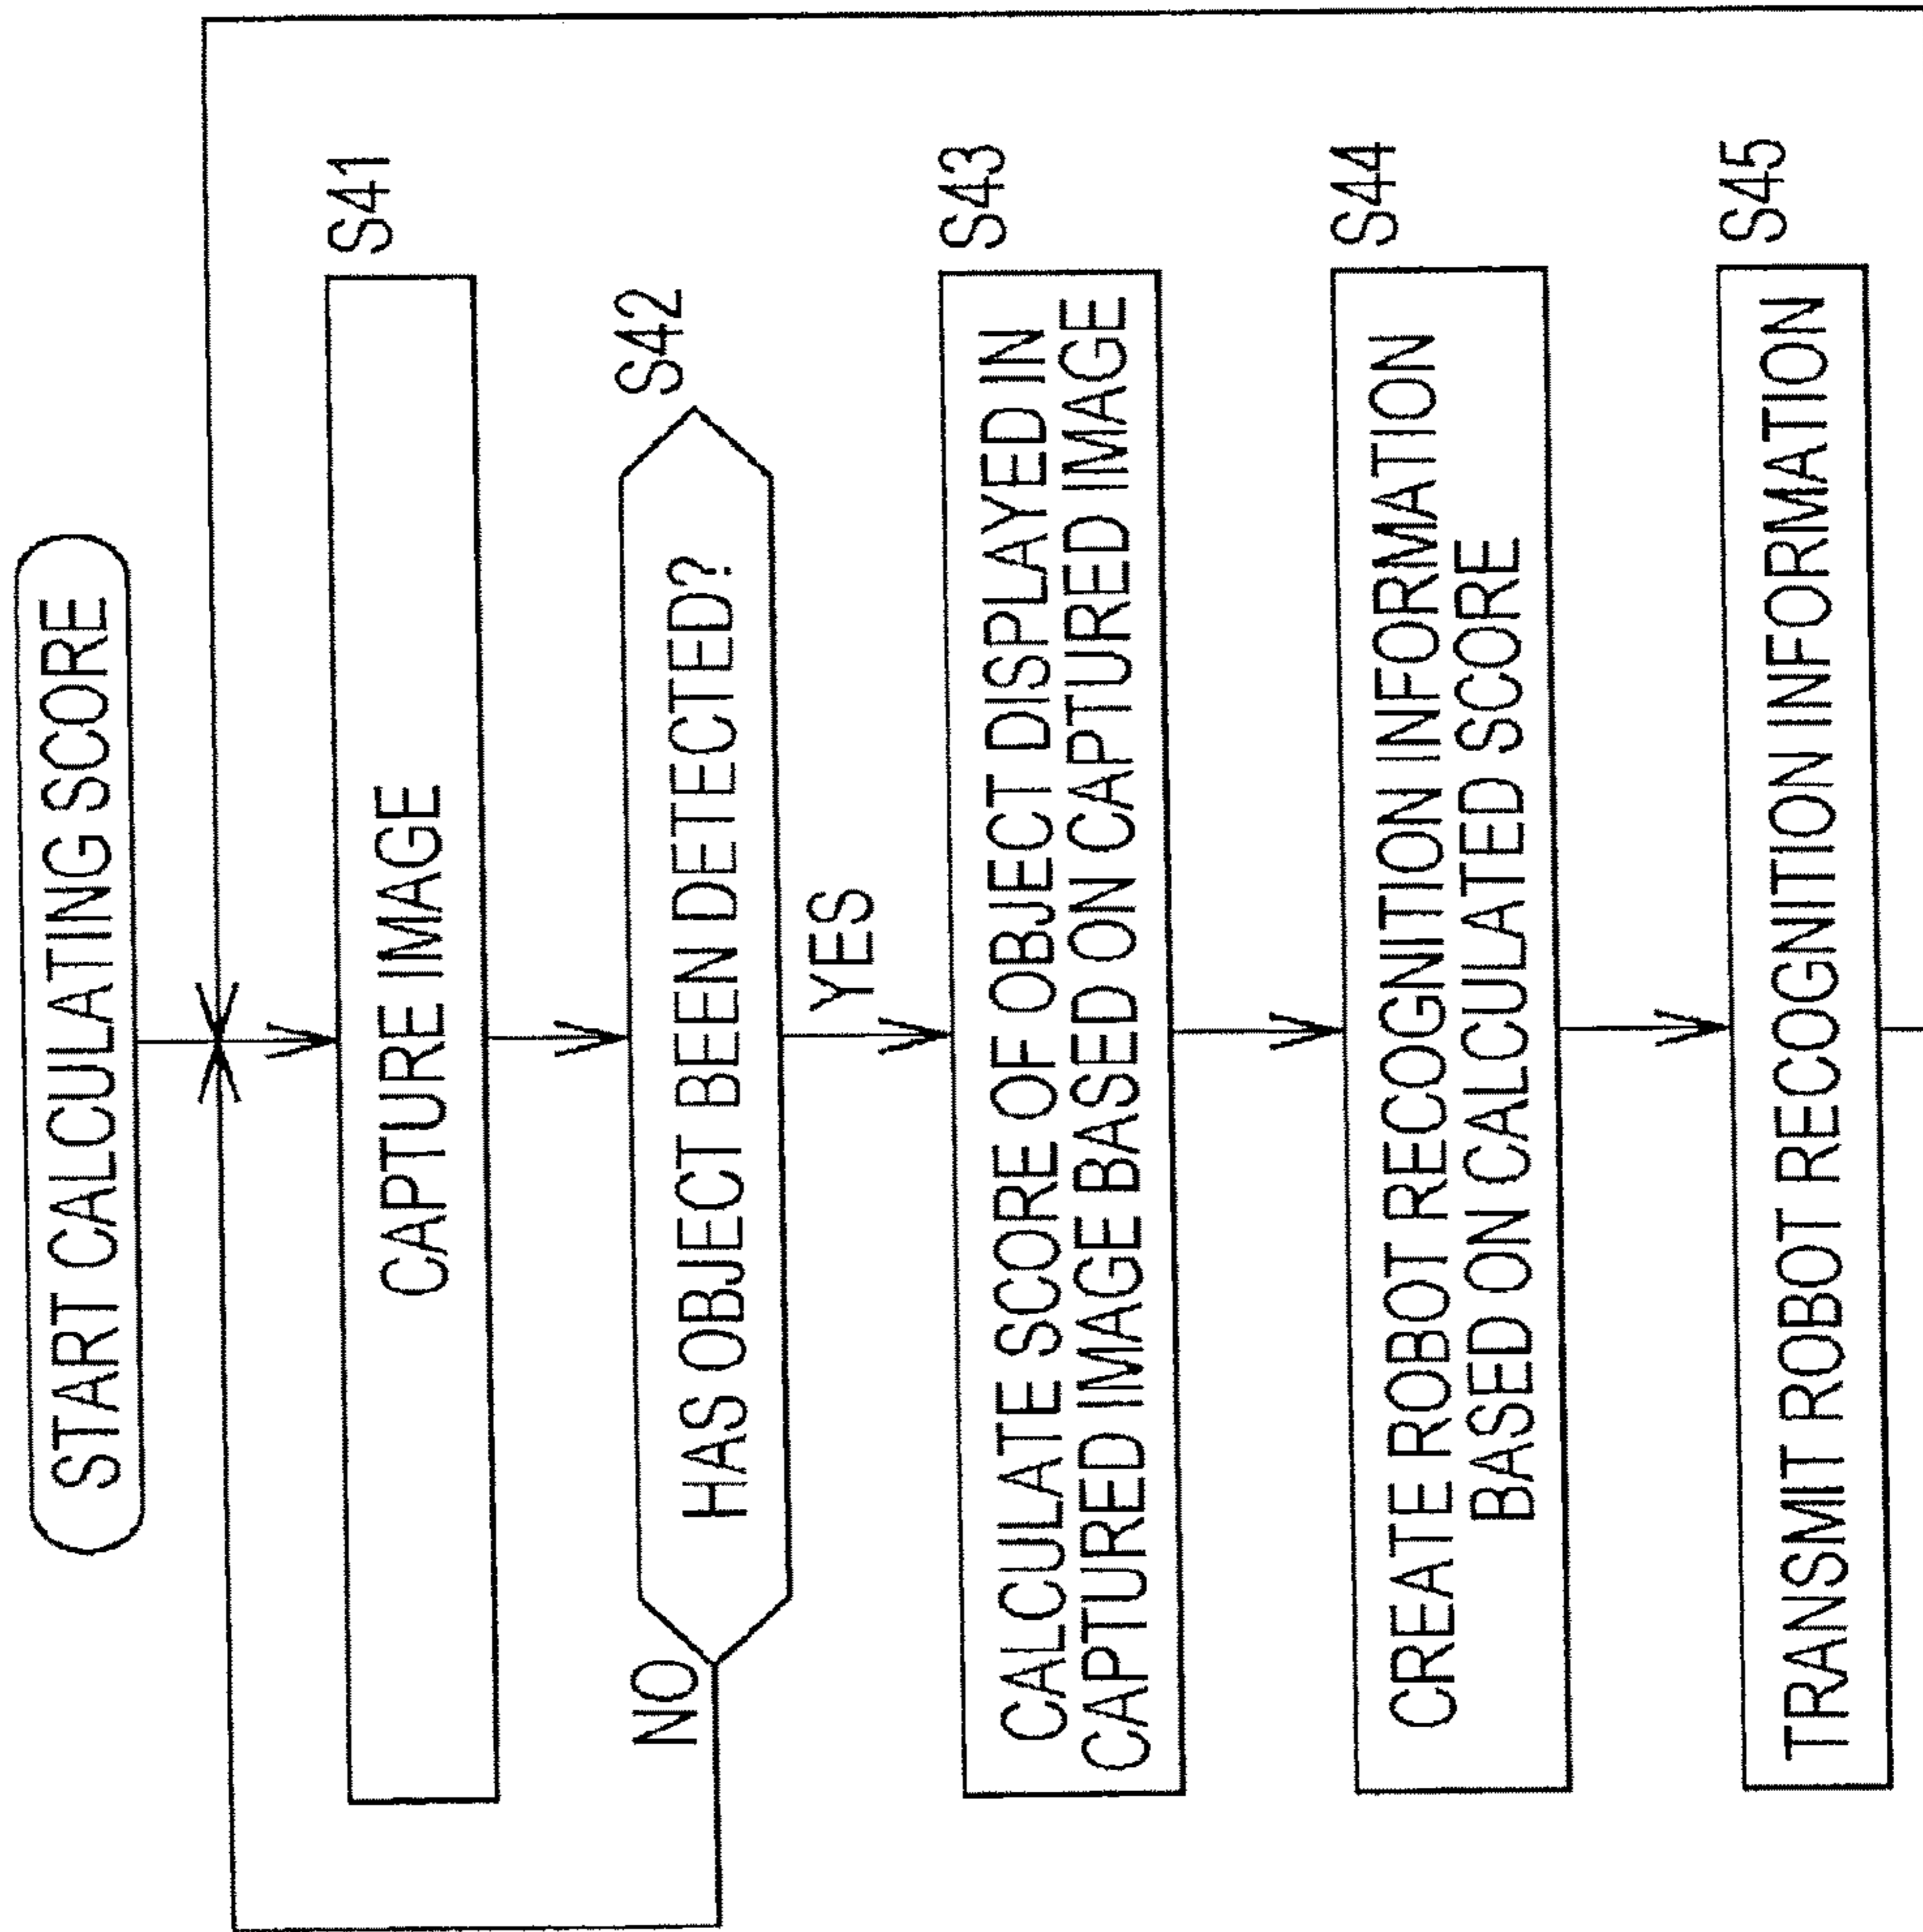 START CALCULATING SCORE
S41
CAPTURE IMAGE
S42
HAS OBJECT BEEN DETECTED?
NO
YES
S43
CALCULATE SCORE OF OBJECT DISPLAYED IN
CAPTURED IMAGE BASED ON CAPTURED IMAGE
S44
CREATE ROBOT RECOGNITION INFORMATION
BASED ON CALCULATED SCORE
S45
TRANSMIT ROBOT RECOGNITION INFORMATION